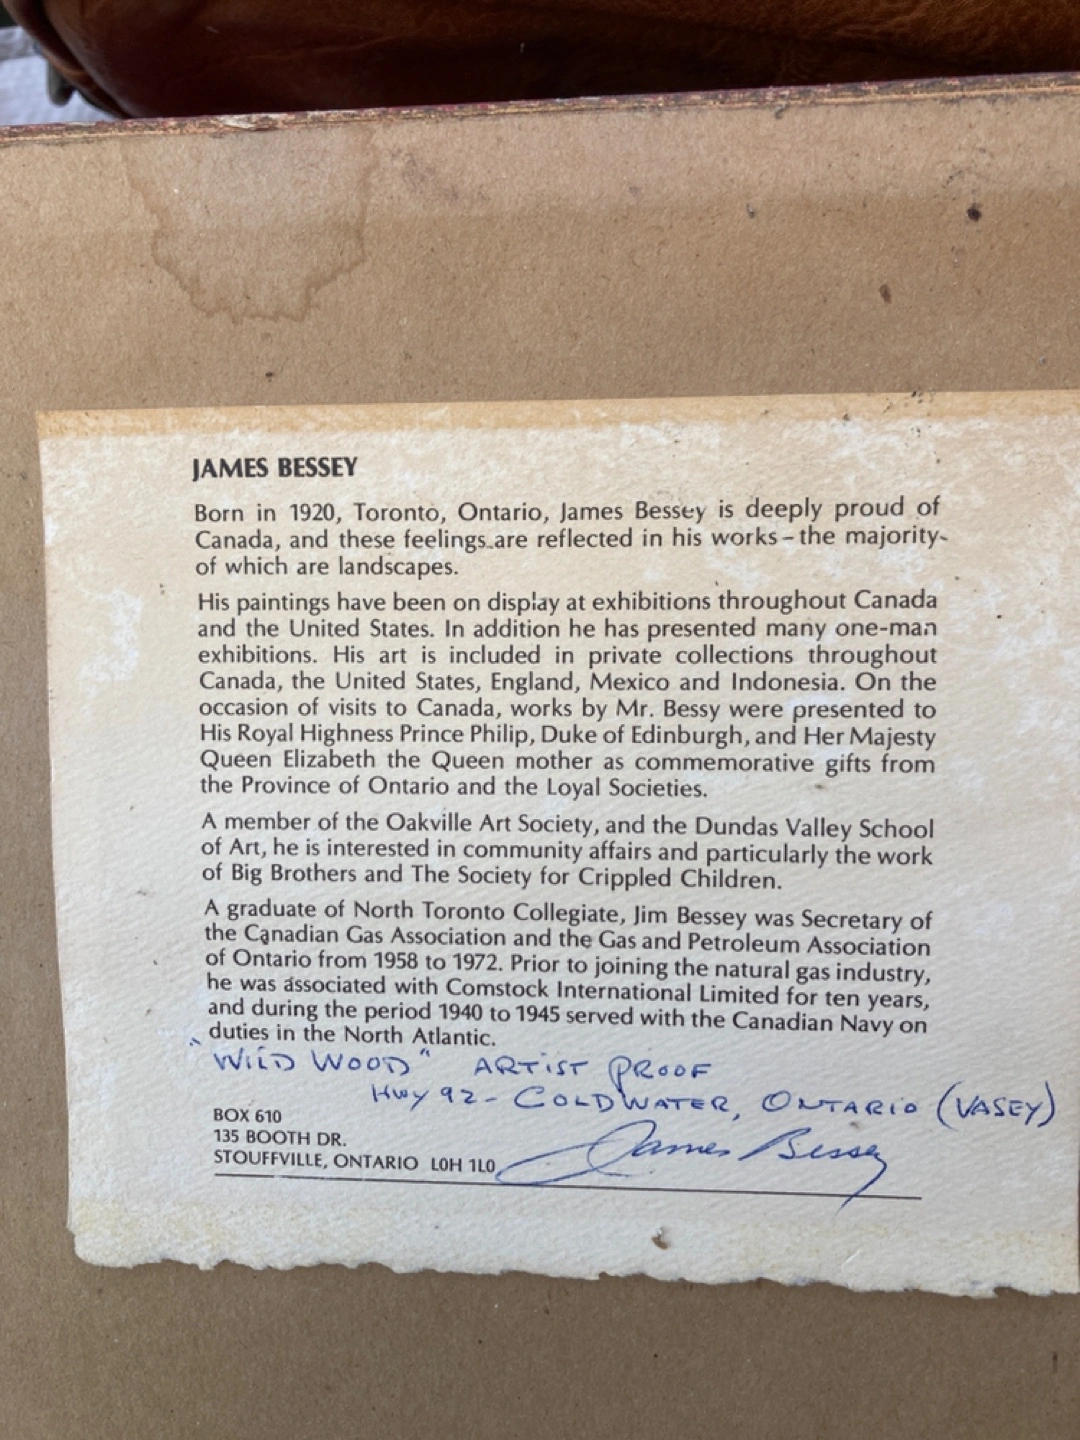 JAMES BESSEY
Born in 1920, Toronto, Ontario, James Bessey is deeply proud of
Canada, and these feelings are reflected in his works – the majority
of which are landscapes.
His paintings have been on display at exhibitions throughout Canada
and the United States. In addition he has presented many one-man
exhibitions. His art is included in private collections throughout
Canada, the United States, England, Mexico and Indonesia. On the
occasion of visits to Canada, works by Mr. Bessy were presented to
His Royal Highness Prince Philip, Duke of Edinburgh, and Her Majesty
Queen Elizabeth the Queen mother as commemorative gifts from
the Province of Ontario and the Loyal Societies.
A member of the Oakville Art Society, and the Dundas Valley School
of Art, he is interested in community affairs and particularly the work
of Big Brothers and The Society for Crippled Children.
A graduate of North Toronto Collegiate, Jim Bessey was Secretary of
the Canadian Gas Association and the Gas and Petroleum Association
of Ontario from 1958 to 1972. Prior to joining the natural gas industry,
he was associated with Comstock International Limited for ten years,
and during the period 1940 to 1945 served with the Canadian Navy on
duties in the North Atlantic.
"WILD WOOD" ARTIST PROOF
HWY 92 - COLDWATER, ONTARIO (VASEY)
BOX 610
135 BOOTH DR.
STOUFFVILLE, ONTARIO L0H 1L0
James Bessey